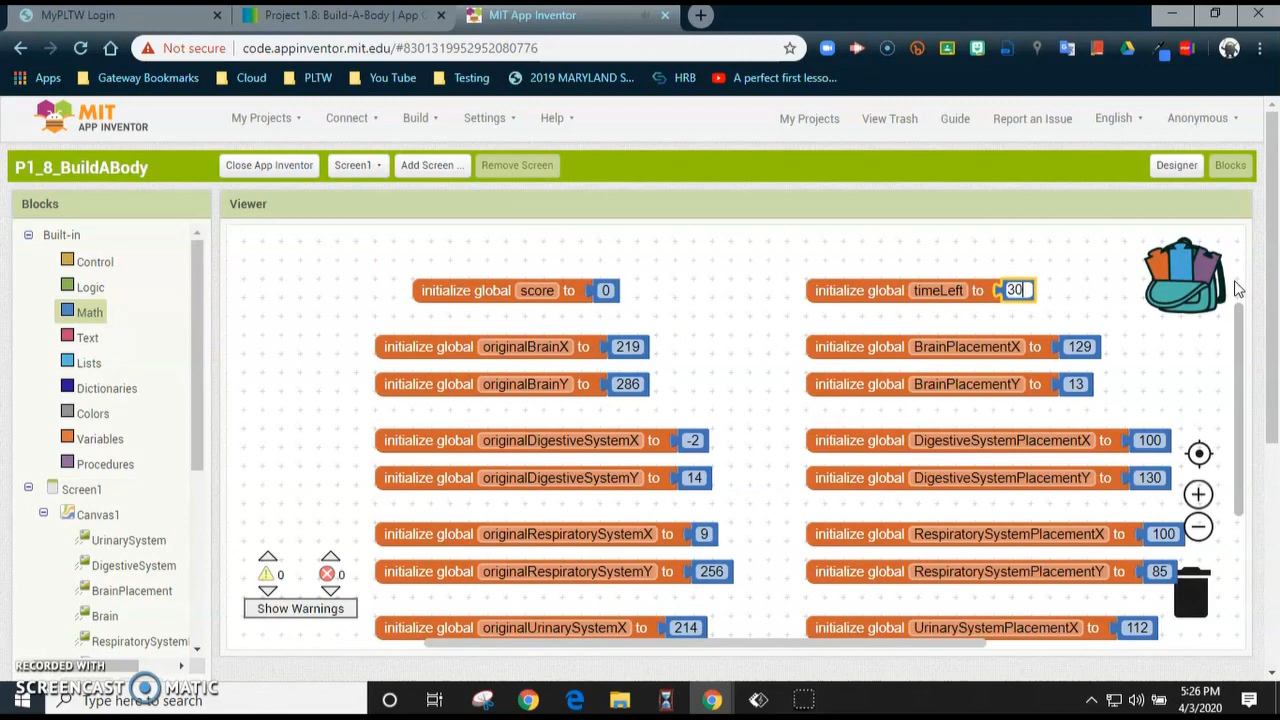 MyPLTW Login
Project 1.8: Build-A-Body | App C
MIT App Inventor
Not secure
code.appinventor.mit.edu/#8301319952952080776
Apps
Gateway Bookmarks
Cloud
PLTW
You Tube
Testing
2019 MARYLAND S...
HRB
A perfect first lesso...
MIT
APP INVENTOR
My Projects
Connect
Build
Settings
Help
My Projects
View Trash
Guide
Report an Issue
English
Anonymous
P1_8_BuildABody
Close App Inventor
Screen1
Add Screen ...
Remove Screen
Designer
Blocks
Blocks
Viewer
Built-in
Control
Logic
Math
Text
Lists
Dictionaries
Colors
Variables
Procedures
Screen1
Canvas1
UrinarySystem
DigestiveSystem
BrainPlacement
Brain
RespiratorySystem
initialize global score to 0
initialize global timeLeft to 30
initialize global originalBrainX to 219
initialize global BrainPlacementX to 129
initialize global originalBrainY to 286
initialize global BrainPlacementY to 13
initialize global originalDigestiveSystemX to -2
initialize global DigestiveSystemPlacementX to 100
initialize global originalDigestiveSystemY to 14
initialize global DigestiveSystemPlacementY to 130
initialize global originalRespiratorySystemX to 9
initialize global RespiratorySystemPlacementX to 100
initialize global originalRespiratorySystemY to 256
initialize global RespiratorySystemPlacementY to 85
initialize global originalUrinarySystemX to 214
initialize global UrinarySystemPlacementX to 112
0
0
Show Warnings
RECORDED WITH
SCREENCAST MATIC
Type here to search
5:26 PM
4/3/2020